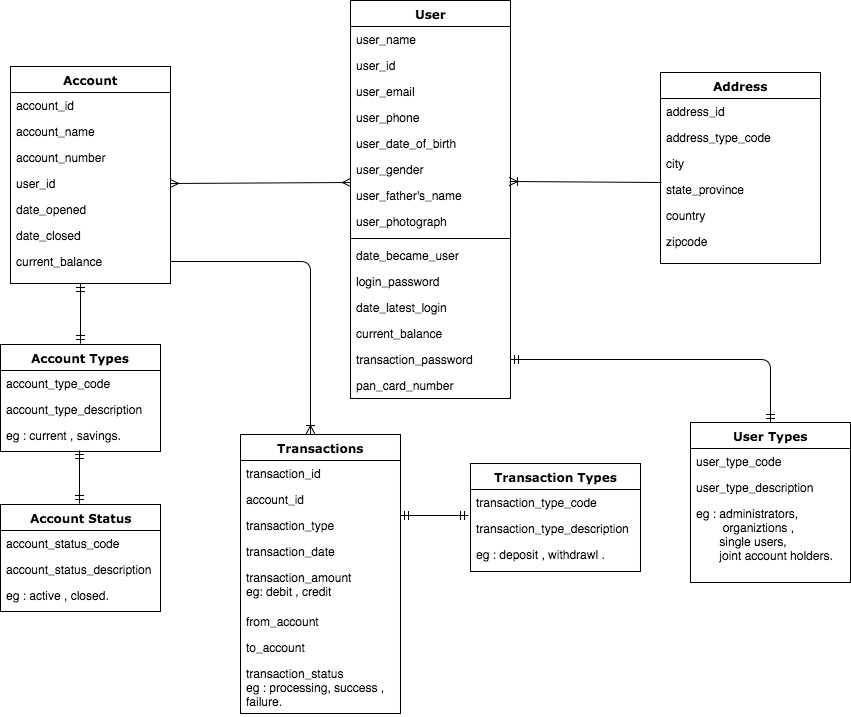 User
user_name
user_id
user_email
user_phone
user_date_of_birth
user_gender
user_father's_name
user_photograph
date_became_user
login_password
date_latest_login
current_balance
transaction_password
pan_card_number
Account
account_id
account_name
account_number
user_id
date_opened
date_closed
current_balance
Address
address_id
address_type_code
city
state_province
country
zipcode
Account Types
account_type_code
account_type_description
eg : current , savings.
Account Status
account_status_code
account_status_description
eg : active , closed.
Transactions
transaction_id
account_id
transaction_type
transaction_date
transaction_amount
eg: debit , credit
from_account
to_account
transaction_status
eg : processing, success ,
failure.
Transaction Types
transaction_type_code
transaction_type_description
eg : deposit , withdrawl .
User Types
user_type_code
user_type_description
eg : administrators,
organiztions ,
single users,
joint account holders.